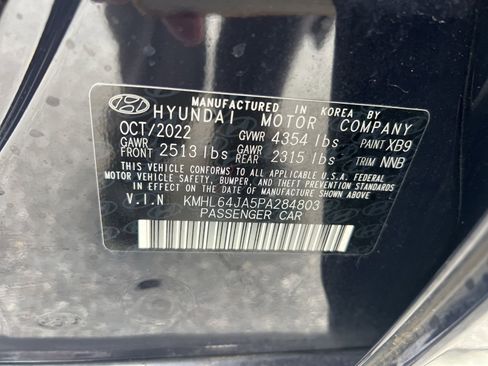 MANUFACTURED IN KOREA BY
HYUNDAI MOTOR COMPANY
OCT/2022 GVWR 4354 lbs PAINT XB9
GAWR FRONT 2513 lbs GAWR REAR 2315 lbs TRIM NNB
THIS VEHICLE CONFORMS TO ALL APPLICABLE U.S.A. FEDERAL
MOTOR VEHICLE SAFETY, BUMPER, AND THEFT PREVENTION STANDARDS
IN EFFECT ON THE DATE OF MANUFACTURE SHOWN ABOVE.
V.I.N KMHL64JA5PA284803
PASSENGER CAR